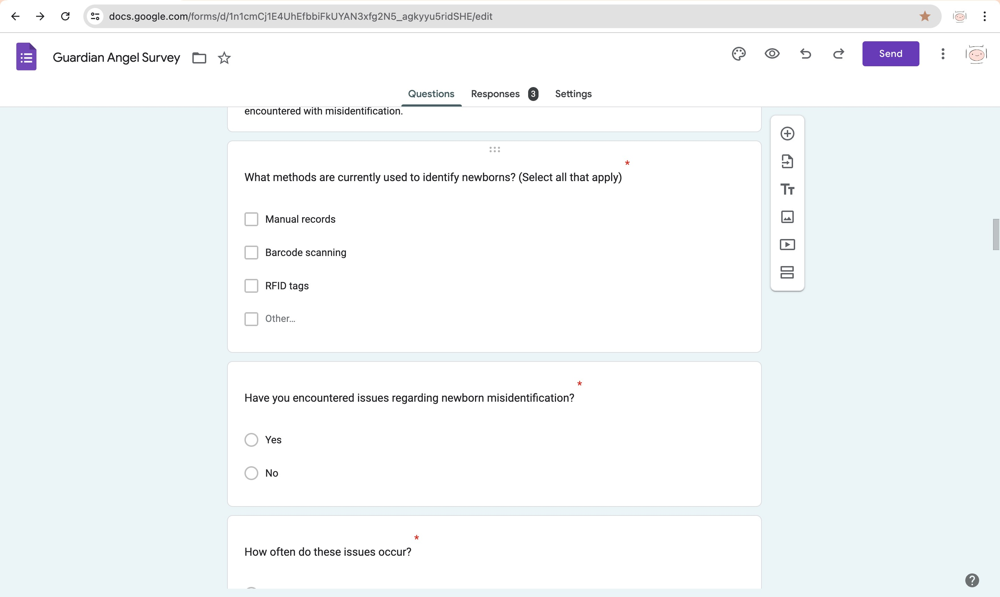 docs.google.com/forms/d/1n1cmCj1E4UhEfbbiFkUYAN3xfg2N5_agkyyu5ridSHE/edit
Guardian Angel Survey
Send
Questions
Responses 3
Settings
encountered with misidentification.
What methods are currently used to identify newborns? (Select all that apply) *
Manual records
Barcode scanning
RFID tags
Other...
Have you encountered issues regarding newborn misidentification? *
Yes
No
How often do these issues occur? *